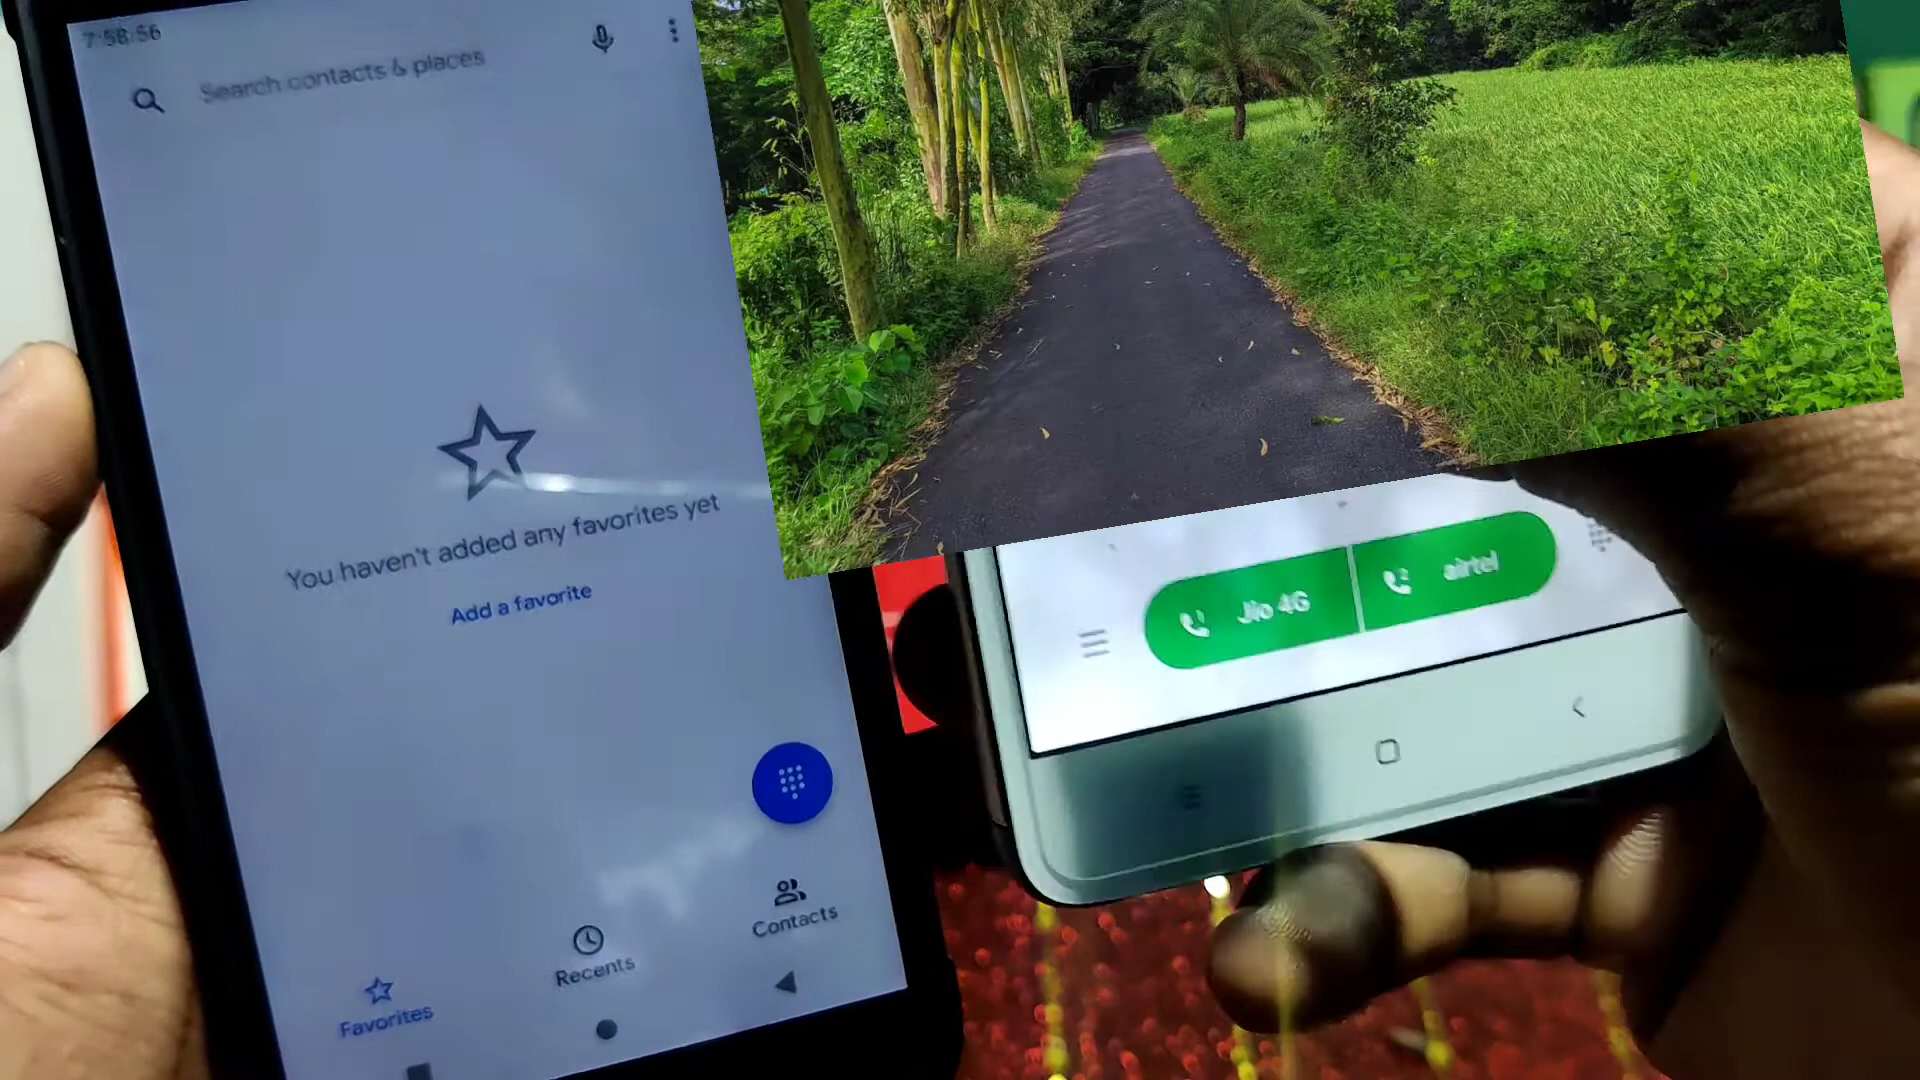 7:58:56
Search contacts & places
You haven't added any favorites yet
Add a favorite
Favorites
Recents
Contacts
Jio 4G
airtel